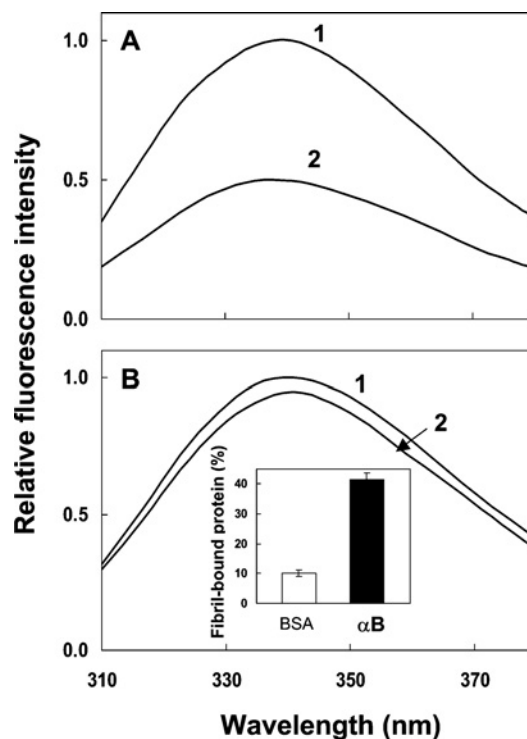 A
1
2
1.0
0.5
0.0
Relative fluorescence intensity
B
1
2
1.0
0.5
0.0
Fibril-bound protein (%)
40
30
20
10
0
BSA
αB
310
330
350
370
Wavelength (nm)